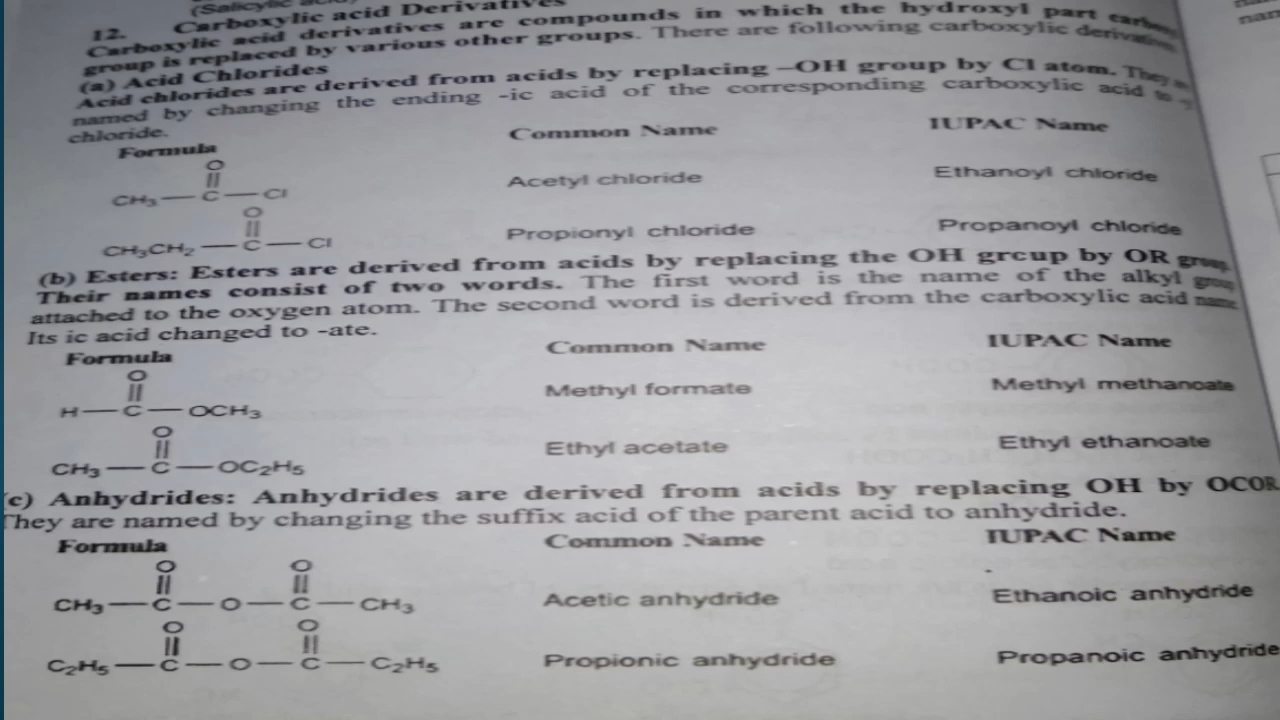 (Salicylic acid)
12. Carboxylic acid Derivatives
Carboxylic acid derivatives are compounds in which the hydroxyl part
group is replaced by various other groups. There are following carboxylic
(a) Acid Chlorides
Acid chlorides are derived from acids by replacing –OH group by Cl atom. They
named by changing the ending -ic acid of the corresponding carboxylic acid to
chloride.
Formula Common Name IUPAC Name
O
||
CH₃ — C — Cl Acetyl chloride Ethanoyl chloride
O
||
CH₃CH₂ — C — Cl Propionyl chloride Propanoyl chloride
(b) Esters: Esters are derived from acids by replacing the OH grcup by OR group
Their names consist of two words. The first word is the name of the alkyl group
attached to the oxygen atom. The second word is derived from the carboxylic acid name
Its ic acid changed to -ate.
Formula Common Name IUPAC Name
O
||
H — C — OCH₃ Methyl formate Methyl methanoate
O
||
CH₃ — C — OC₂H₅ Ethyl acetate Ethyl ethanoate
(c) Anhydrides: Anhydrides are derived from acids by replacing OH by OCOR
They are named by changing the suffix acid of the parent acid to anhydride.
Formula Common Name IUPAC Name
O O
|| ||
CH₃ — C — O — C — CH₃ Acetic anhydride Ethanoic anhydride
O O
|| ||
C₂H₅ — C — O — C — C₂H₅ Propionic anhydride Propanoic anhydride